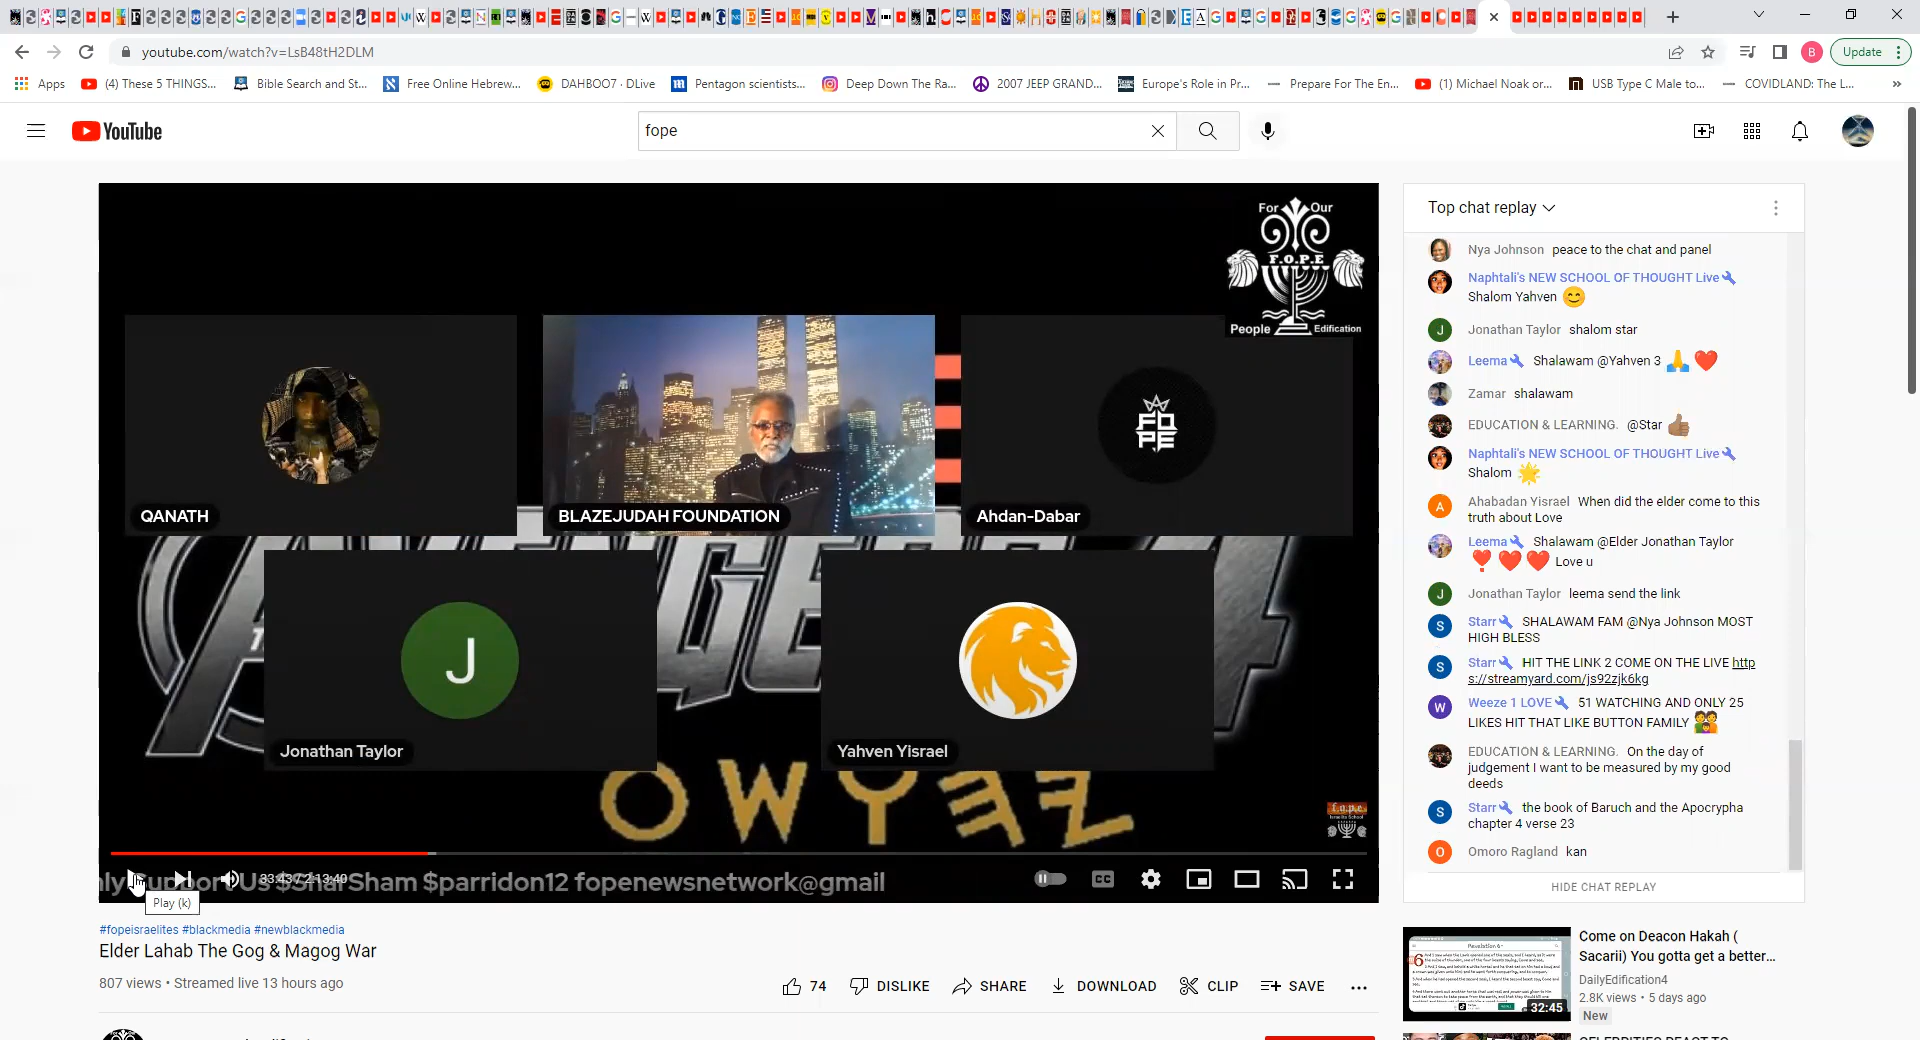 youtube.com/watch?v=LsB48tH2DLM
B
Update
Apps
(4) These 5 THINGS...
Bible Search and St...
Free Online Hebrew...
DAHBOO7 · DLive
Pentagon scientists...
Deep Down The Ra...
2007 JEEP GRAND...
Europe's Role in Pr...
Prepare For The En...
(1) Michael Noak or...
USB Type C Male to...
COVIDLAND: The L...
»
YouTube
fope
For Our
F.O.P.E
People Edification
QANATH
BLAZEJUDAH FOUNDATION
FOPE
Ahdan-Dabar
J
Jonathan Taylor
Yahven Yisrael
f.o.p.e
Israelite School
33:43 / 2:13:40
Support Us $StarSham $parridon12 fopenewsnetwork@gmail
CC
Play (k)
#fopeisraelites #blackmedia #newblackmedia
Elder Lahab The Gog & Magog War
807 views • Streamed live 13 hours ago
74
DISLIKE
SHARE
DOWNLOAD
CLIP
SAVE
Top chat replay
Nya Johnson peace to the chat and panel
Naphtali's NEW SCHOOL OF THOUGHT Live
Shalom Yahven 😊
J
Jonathan Taylor shalom star
Leema Shalawam @Yahven 3 🙏 ❤️
Zamar shalawam
EDUCATION & LEARNING. @Star 👍🏽
Naphtali's NEW SCHOOL OF THOUGHT Live
Shalom 🌟
A
Ahabadan Yisrael When did the elder come to this
truth about Love
Leema Shalawam @Elder Jonathan Taylor
❣️ ❤️ ❤️ Love u
J
Jonathan Taylor leema send the link
S
Starr SHALAWAM FAM @Nya Johnson MOST
HIGH BLESS
S
Starr HIT THE LINK 2 COME ON THE LIVE http
s://streamyard.com/js92zjk6kg
W
Weeze 1 LOVE 51 WATCHING AND ONLY 25
LIKES HIT THAT LIKE BUTTON FAMILY
EDUCATION & LEARNING. On the day of
judgement I want to be measured by my good
deeds
S
Starr the book of Baruch and the Apocrypha
chapter 4 verse 23
O
Omoro Ragland kan
HIDE CHAT REPLAY
Revelation 6
6
32:45
Come on Deacon Hakah (
Sacarii) You gotta get a better...
DailyEdification4
2.8K views • 5 days ago
New